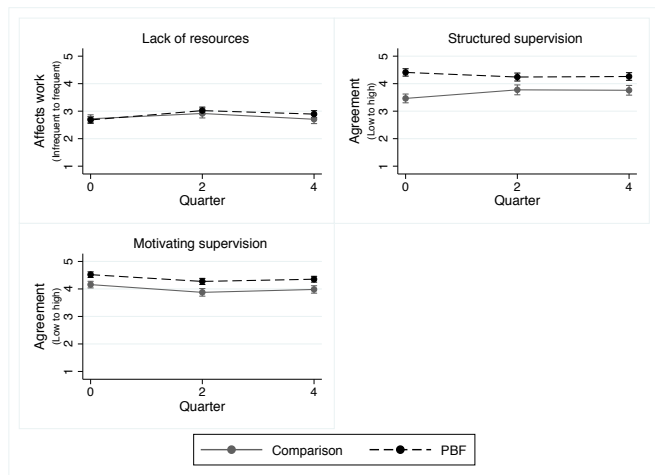 Lack of resources
Affects work
(Infrequent to frequent)
1 2 3 4 5
0 2 4
Quarter
Structured supervision
Agreement
(Low to high)
1 2 3 4 5
0 2 4
Quarter
Motivating supervision
Agreement
(Low to high)
1 2 3 4 5
0 2 4
Quarter
Comparison PBF